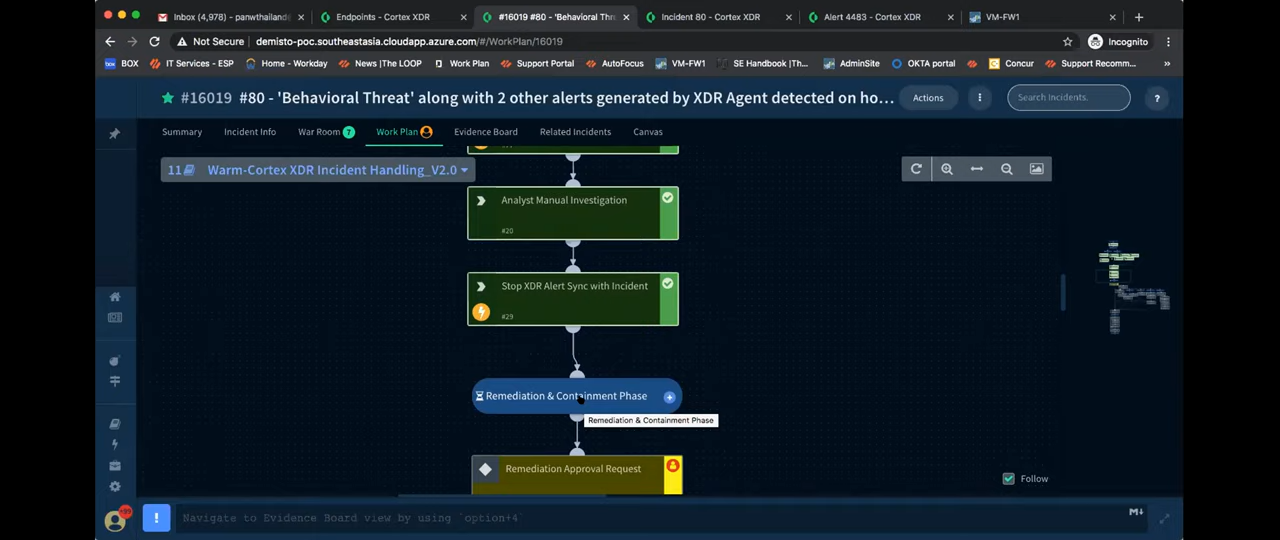 Inbox (4,978) - panwthailand
Endpoints - Cortex XDR
#16019 #80 - 'Behavioral Thr
Incident 80 - Cortex XDR
Alert 4483 - Cortex XDR
VM-FW1
Not Secure
demisto-poc.southeastasia.cloudapp.azure.com/#/WorkPlan/16019
Incognito
BOX
IT Services - ESP
Home - Workday
News |The LOOP
Work Plan
Support Portal
AutoFocus
VM-FW1
SE Handbook |Th...
AdminSite
OKTA portal
Concur
Support Recomm...
»
#16019 #80 - 'Behavioral Threat' along with 2 other alerts generated by XDR Agent detected on ho...
Actions
Search Incidents.
?
Summary
Incident Info
War Room 7
Work Plan
Evidence Board
Related Incidents
Canvas
11 Warm-Cortex XDR Incident Handling_V2.0
Analyst Manual Investigation
#20
Stop XDR Alert Sync with Incident
#29
Remediation & Containment Phase
Remediation & Containment Phase
Remediation Approval Request
Follow
!
Navigate to Evidence Board view by using `option+4`
M↓